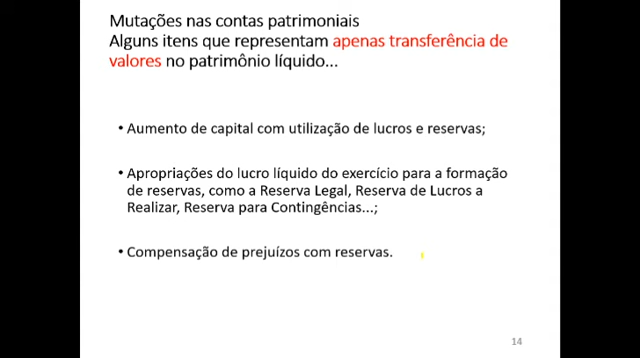 Mutações nas contas patrimoniais
Alguns itens que representam apenas transferência de
valores no patrimônio líquido...
• Aumento de capital com utilização de lucros e reservas;
• Apropriações do lucro líquido do exercício para a formação
de reservas, como a Reserva Legal, Reserva de Lucros a
Realizar, Reserva para Contingências...;
• Compensação de prejuízos com reservas.
14